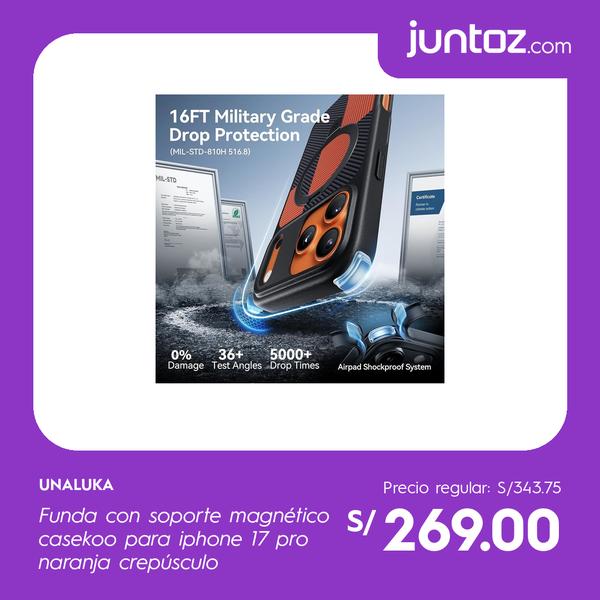 juntoz.com
16FT Military Grade
Drop Protection
(MIL-STD-810H 516.8)
MIL-STD
Certificate
0% 36+ 5000+
Damage Test Angles Drop Times
Airpad Shockproof System
UNALUKA
Funda con soporte magnético
casekoo para iphone 17 pro
naranja crepúsculo
Precio regular: S/343.75
S/269.00